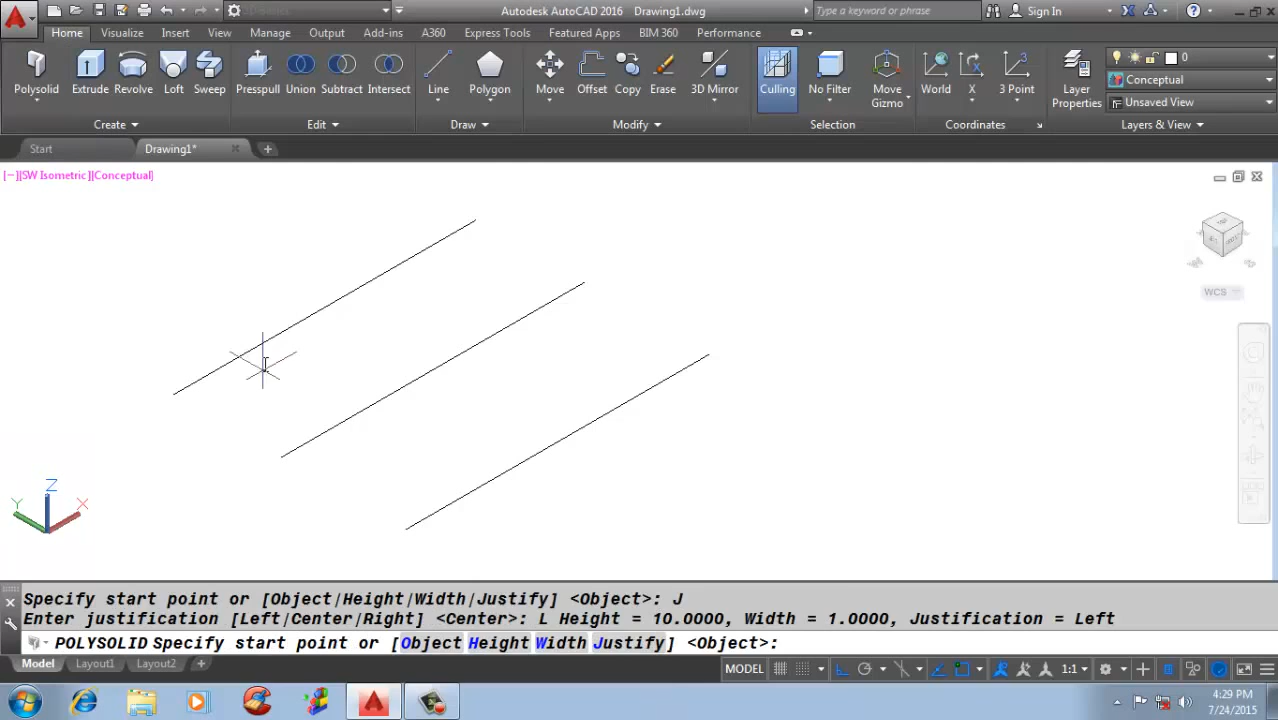 Autodesk AutoCAD 2016 Drawing1.dwg
Type a keyword or phrase
Sign In
Home Visualize Insert View Manage Output Add-ins A360 Express Tools Featured Apps BIM 360 Performance
Polysolid Extrude Revolve Loft Sweep Presspull Union Subtract Intersect Line Polygon Move Offset Copy Erase 3D Mirror Culling No Filter Move Gizmo World X 3 Point Layer Properties
0
Conceptual
Unsaved View
Create Edit Draw Modify Selection Coordinates Layers & View
Start Drawing1*
[−][SW Isometric][Conceptual]
TOP
WCS
Z
Y X
Specify start point or [Object/Height/Width/Justify] <Object>: J
Enter justification [Left/Center/Right] <Center>: L Height = 10.0000, Width = 1.0000, Justification = Left
POLYSOLID Specify start point or [Object Height Width Justify] <Object>:
Model Layout1 Layout2
MODEL 1:1
4:29 PM
7/24/2015